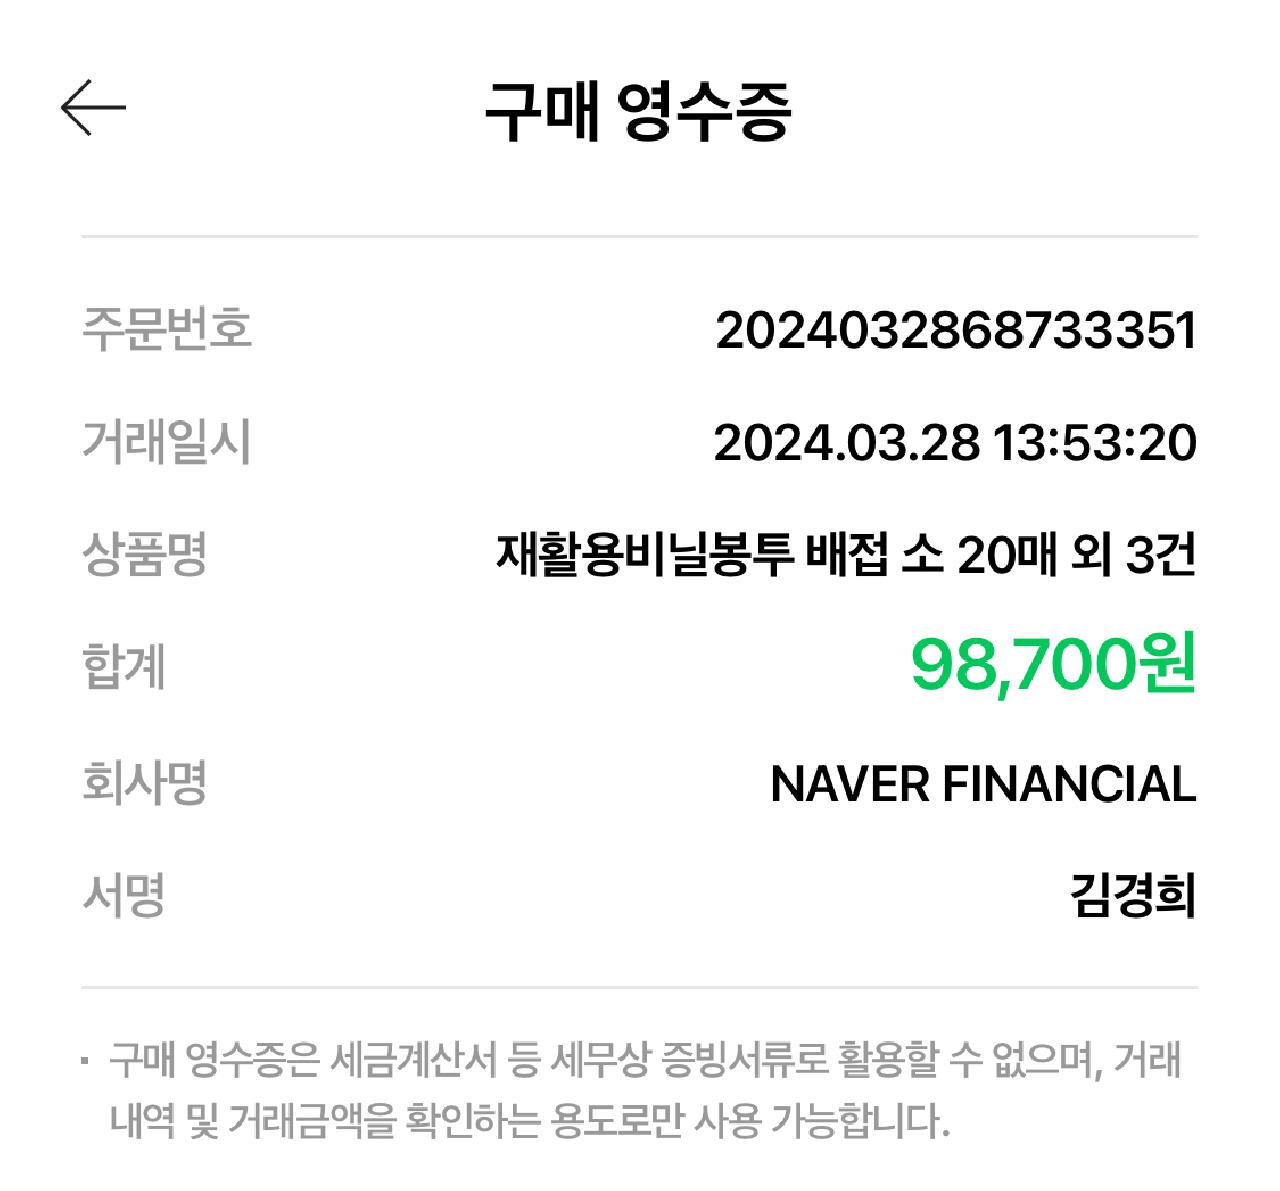 구매 영수증
주문번호 2024032868733351
거래일시 2024.03.28 13:53:20
상품명 재활용비닐봉투 배접 소 20매 외 3건
합계 98,700원
회사명 NAVER FINANCIAL
서명 김경희
· 구매 영수증은 세금계산서 등 세무상 증빙서류로 활용할 수 없으며, 거래
내역 및 거래금액을 확인하는 용도로만 사용 가능합니다.